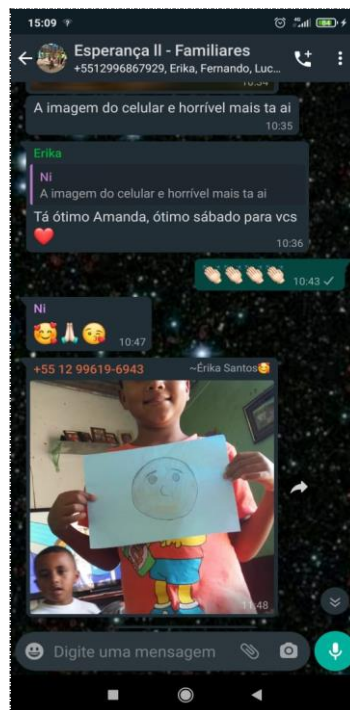 15:09
Esperança II - Familiares
+5512996867929, Erika, Fernando, Luc...
A imagem do celular e horrível mais ta ai
10:35
Erika
Ni
A imagem do celular e horrível mais ta ai
Tá ótimo Amanda, ótimo sábado para vcs
10:36
10:43
Ni
10:47
+55 12 99619-6943 ~Érika Santos
11:48
Digite uma mensagem